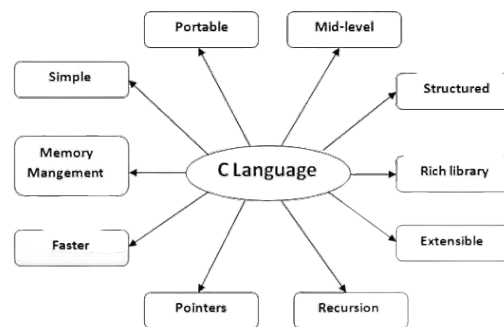 Portable
Mid-level
Simple
Structured
Memory
Mangement
C Language
Rich library
Faster
Extensible
Pointers
Recursion